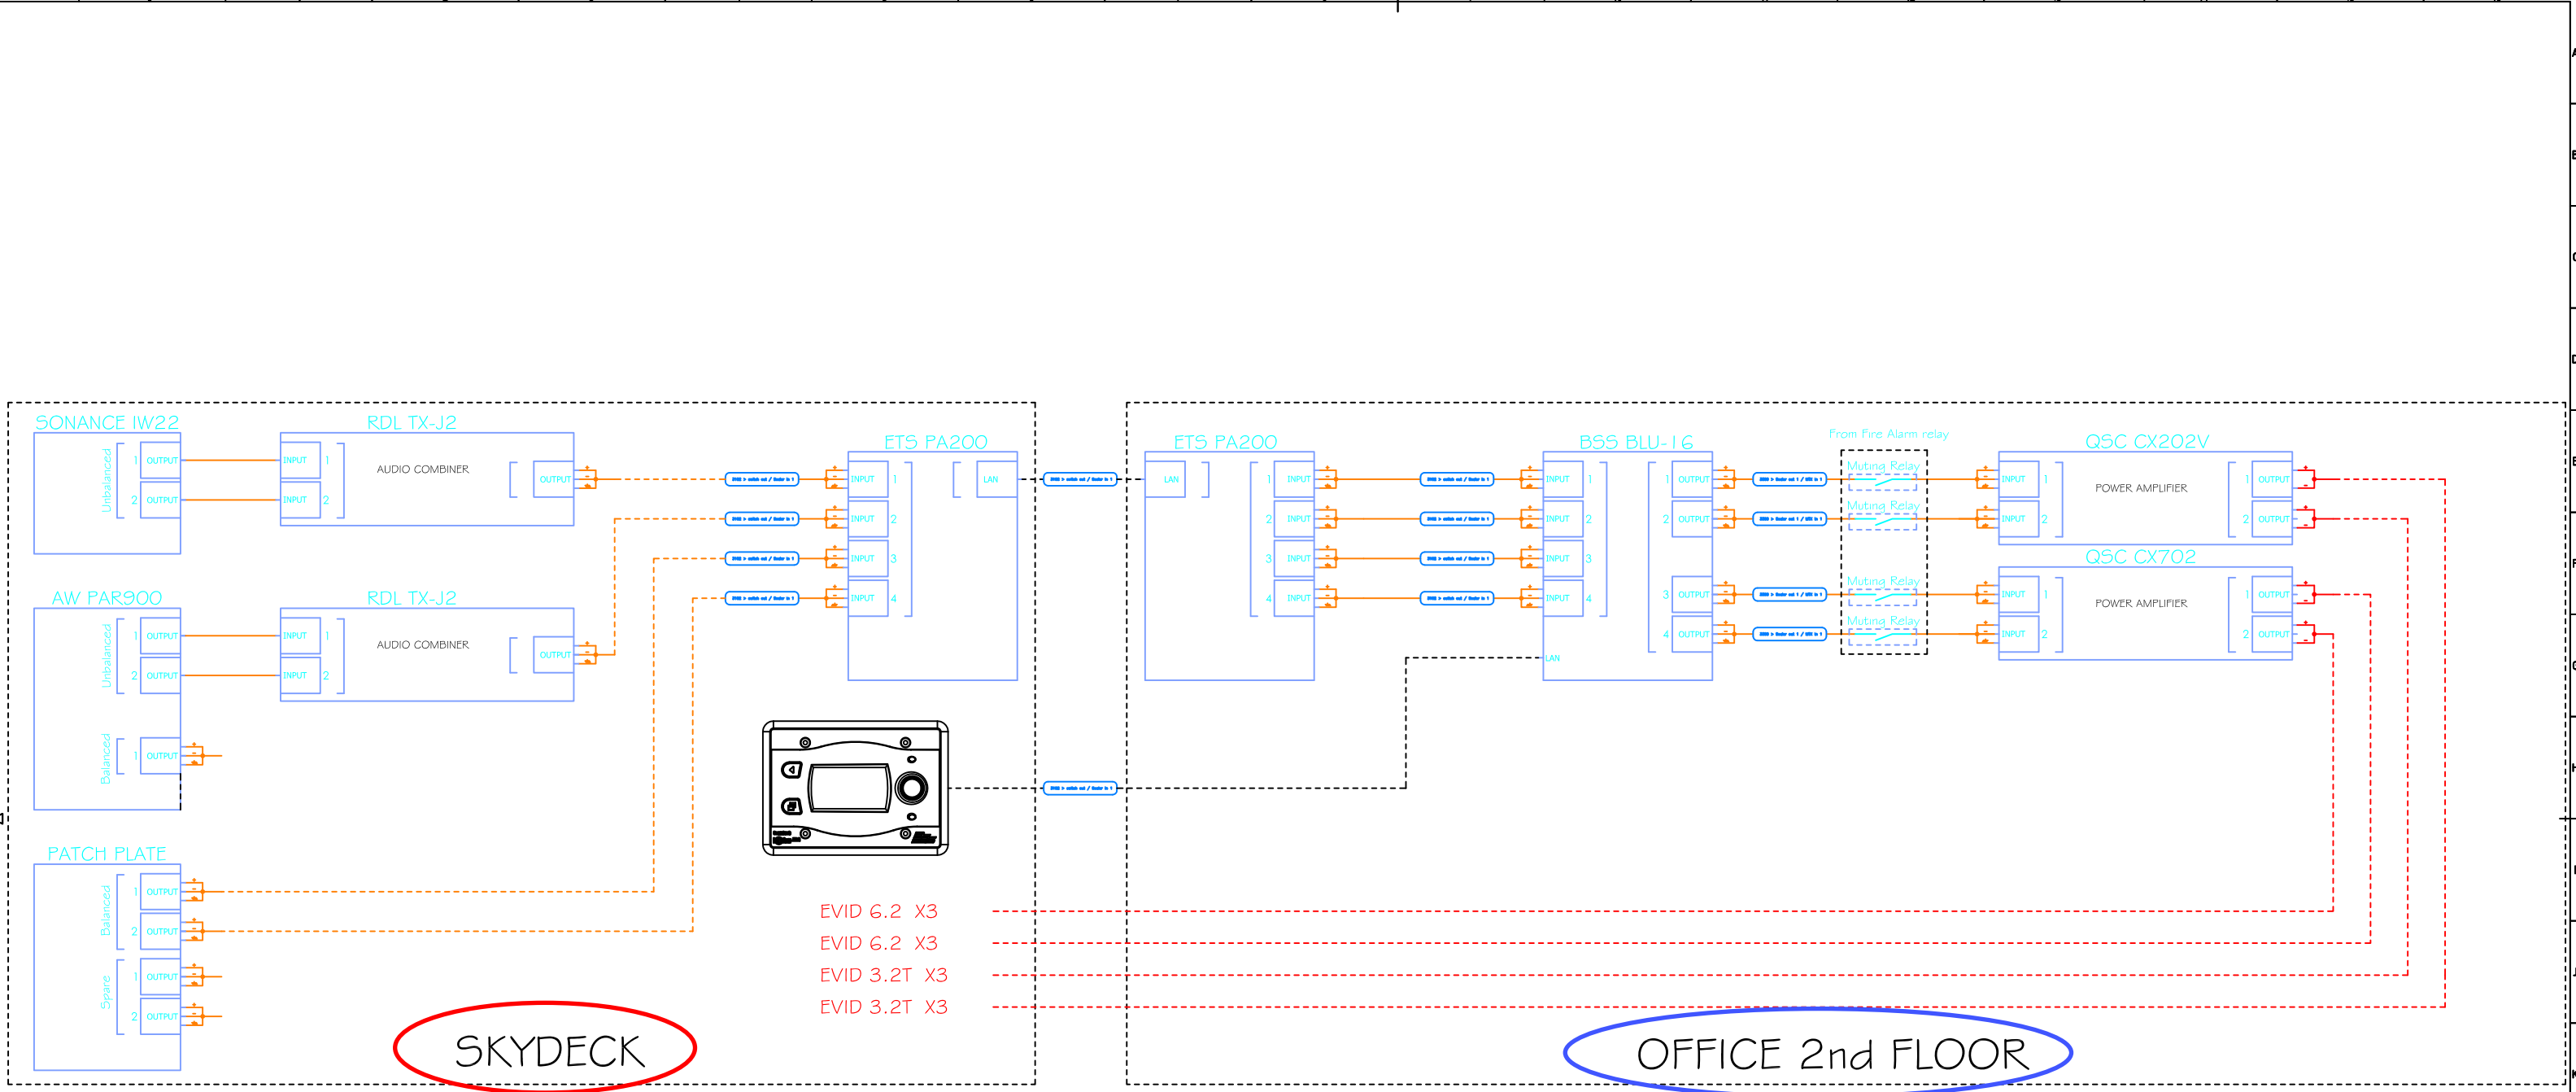 SONANCE IW22
Unbalanced
1 OUTPUT
2 OUTPUT
RDL TX-J2
INPUT 1
INPUT 2
AUDIO COMBINER
OUTPUT
AW PAR900
Unbalanced
1 OUTPUT
2 OUTPUT
Balanced
1 OUTPUT
RDL TX-J2
INPUT 1
INPUT 2
AUDIO COMBINER
OUTPUT
PATCH PLATE
Balanced
1 OUTPUT
2 OUTPUT
Spare
1 OUTPUT
2 OUTPUT
ETS PA200
INPUT 1
INPUT 2
INPUT 3
INPUT 4
LAN
EVID 6.2 X3
EVID 6.2 X3
EVID 3.2T X3
EVID 3.2T X3
SKYDECK
ETS PA200
LAN
1 INPUT
2 INPUT
3 INPUT
4 INPUT
BSS BLU-16
INPUT 1
INPUT 2
INPUT 3
INPUT 4
LAN
1 OUTPUT
2 OUTPUT
3 OUTPUT
4 OUTPUT
From Fire Alarm relay
Muting Relay
Muting Relay
Muting Relay
Muting Relay
QSC CX202V
INPUT 1
INPUT 2
POWER AMPLIFIER
1 OUTPUT
2 OUTPUT
QSC CX702
INPUT 1
INPUT 2
POWER AMPLIFIER
1 OUTPUT
2 OUTPUT
OFFICE 2nd FLOOR